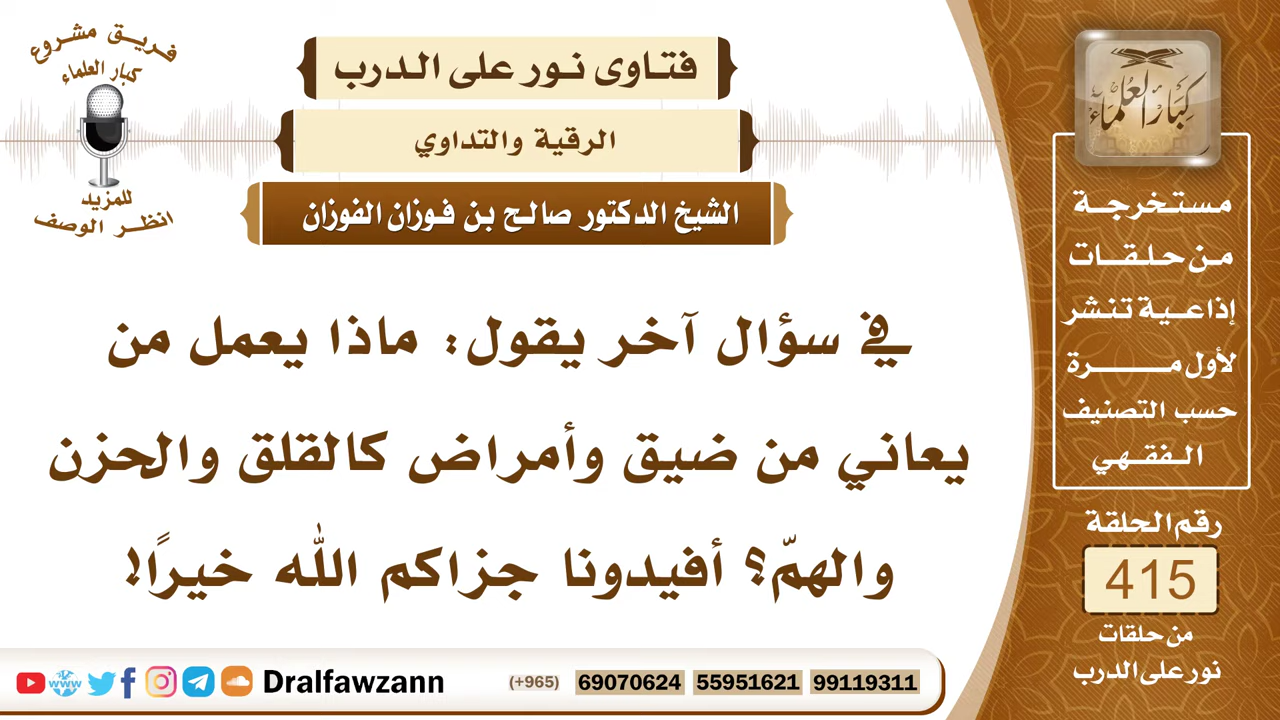 فريق مشروع
كبار العلماء
للمزيد
انظر الوصف
فتاوى نور على الدرب
الرقية والتداوي
الشيخ الدكتور صالح بن فوزان الفوزان
في سؤال آخر يقول: ماذا يعمل من
يعاني من ضيق وأمراض كالقلق والحزن
والهمّ؟ أفيدونا جزاكم الله خيرًا!
كبار العلماء
مستخرجة
من حلقات
إذاعية تنشر
لأول مرة
حسب التصنيف
الفقهي
رقم الحلقة
415
من حلقات
نور على الدرب
www
Dralfawzann
(+965) 69070624 55951621 99119311